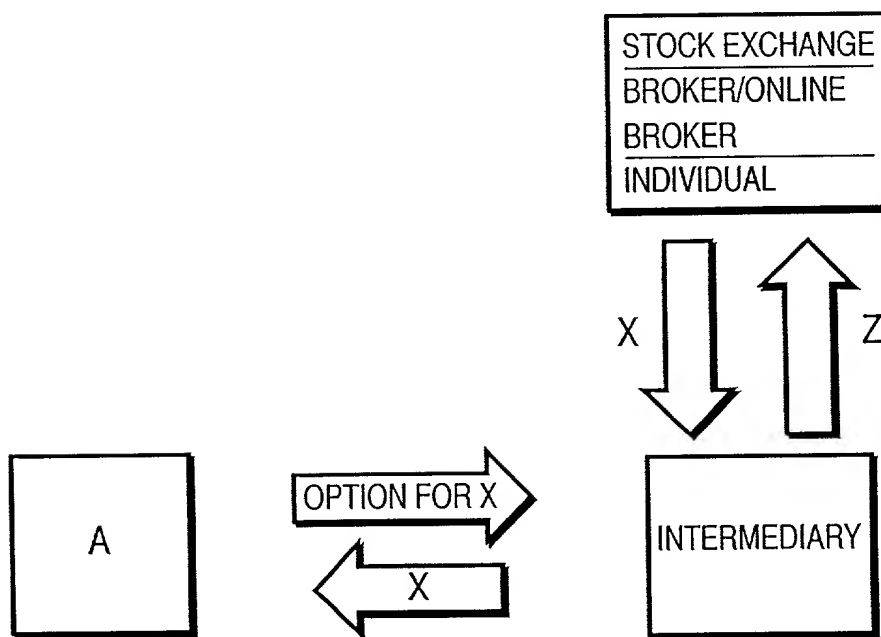 STOCK EXCHANGE
BROKER/ONLINE
BROKER
INDIVIDUAL
X
Z
A
OPTION FOR X
X
INTERMEDIARY